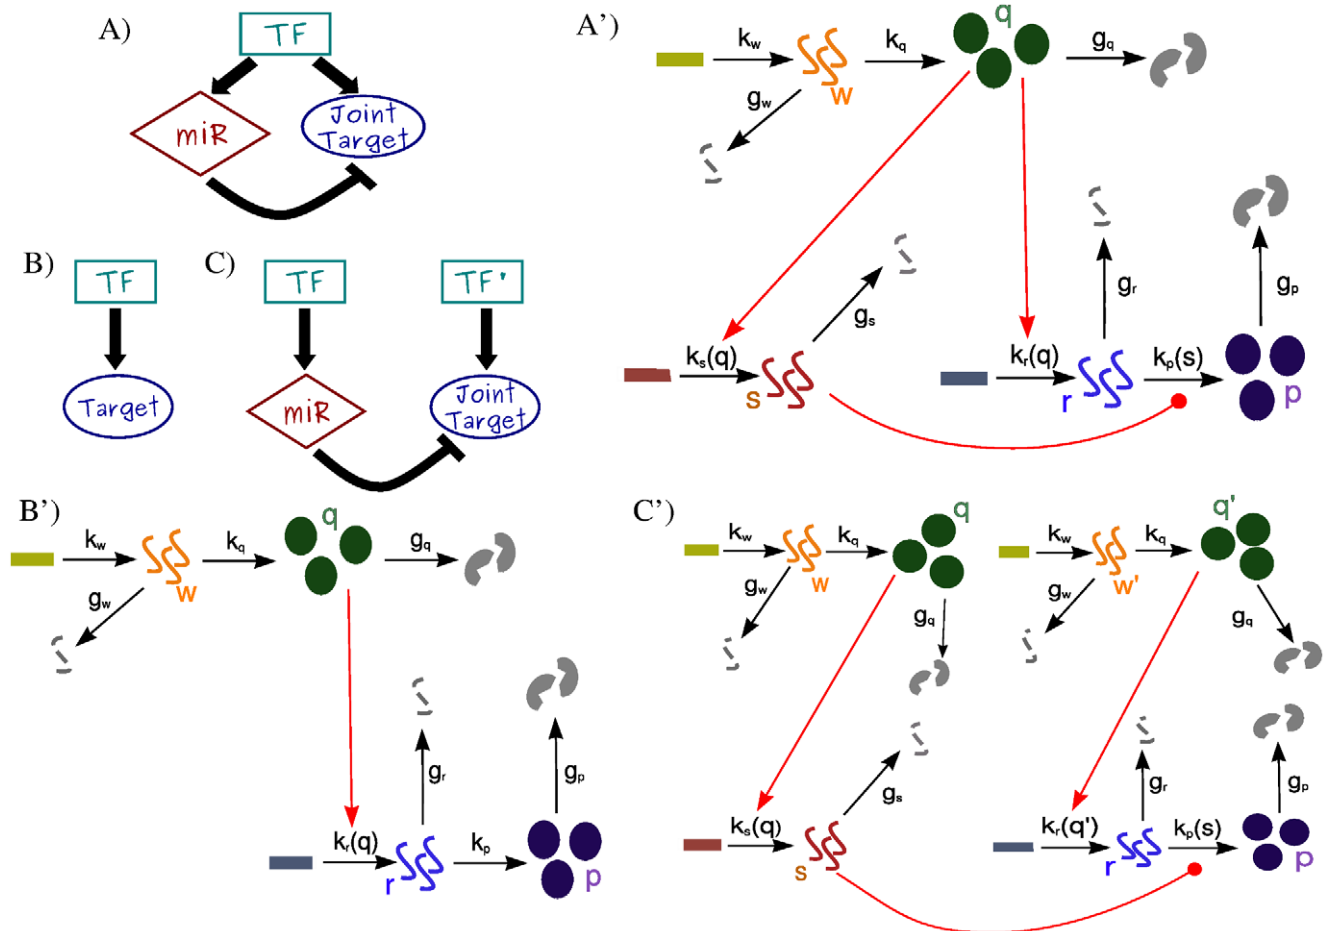 A)
TF
miR
Joint
Target
B)
TF
Target
C)
TF
miR
TF'
Joint
Target
A’)
kw
w
gw
kq
q
gq
ks(q)
s
gs
kr(q)
r
gr
kp(s)
p
gp
B’)
kw
w
gw
kq
q
gq
kr(q)
r
gr
kp
p
gp
C’)
kw
w
gw
kq
q
gq
ks(q)
s
gs
kw
w'
gw
kq
q'
gq
kr(q')
r
gr
kp(s)
p
gp